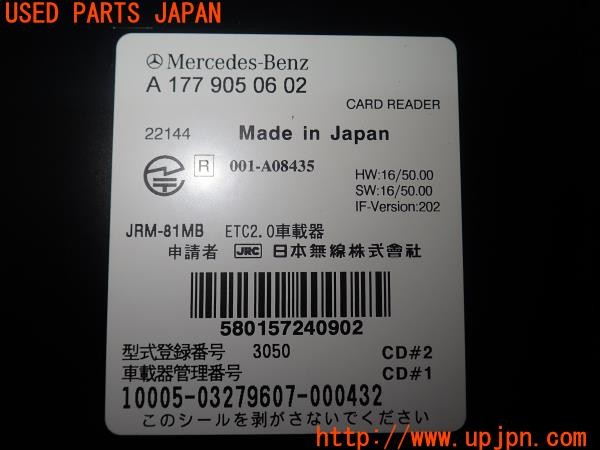 USED PARTS JAPAN
Mercedes-Benz
A 177 905 06 02
CARD READER
22144 Made in Japan
R 001-A08435
HW:16/50.00
SW:16/50.00
IF-Version:202
JRM-81MB ETC2.0車載器
申請者 JRC 日本無線株式會社
580157240902
型式登録番号 3050 CD#2
車載器管理番号 CD#1
10005-03279607-000432
このシールを剥がさないでください
UPJ http://www.upjpn.com